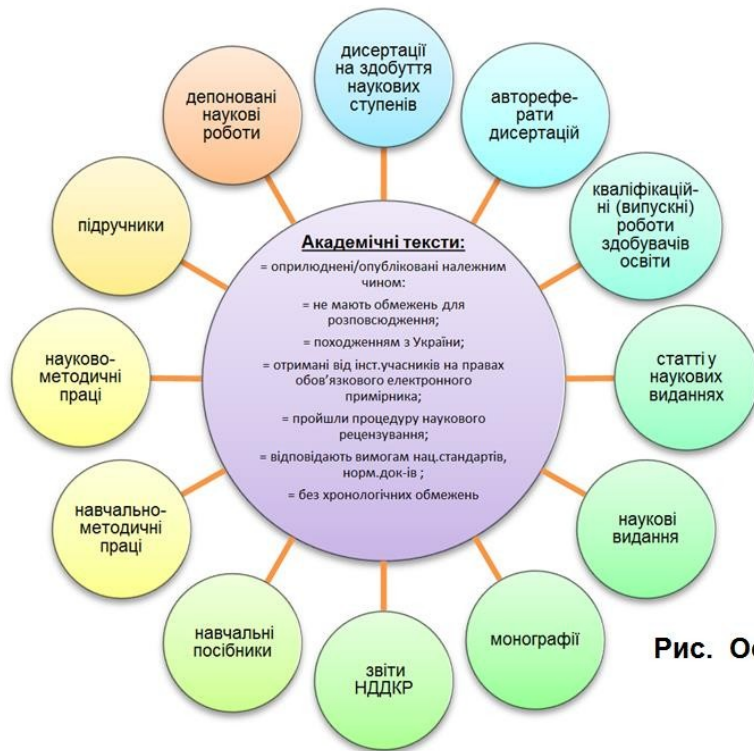 дисертації
на здобуття
наукових
ступенів
авторефе-
рати
дисертацій
кваліфікацій-
ні (випускні)
роботи
здобувачів
освіти
статті у
наукових
виданнях
наукові
видання
монографії
звіти
НДДКР
навчальні
посібники
навчально-
методичні
праці
науково-
методичні
праці
підручники
депоновані
наукові
роботи
Академічні тексти:
= оприлюднені/опубліковані належним
чином:
= не мають обмежень для
розповсюдження;
= походженням з України;
= отримані від інст.учасників на правах
обов’язкового електронного
примірника;
= пройшли процедуру наукового
рецензування;
= відповідають вимогам нац.стандартів,
норм.док-ів ;
= без хронологічних обмежень
Рис.